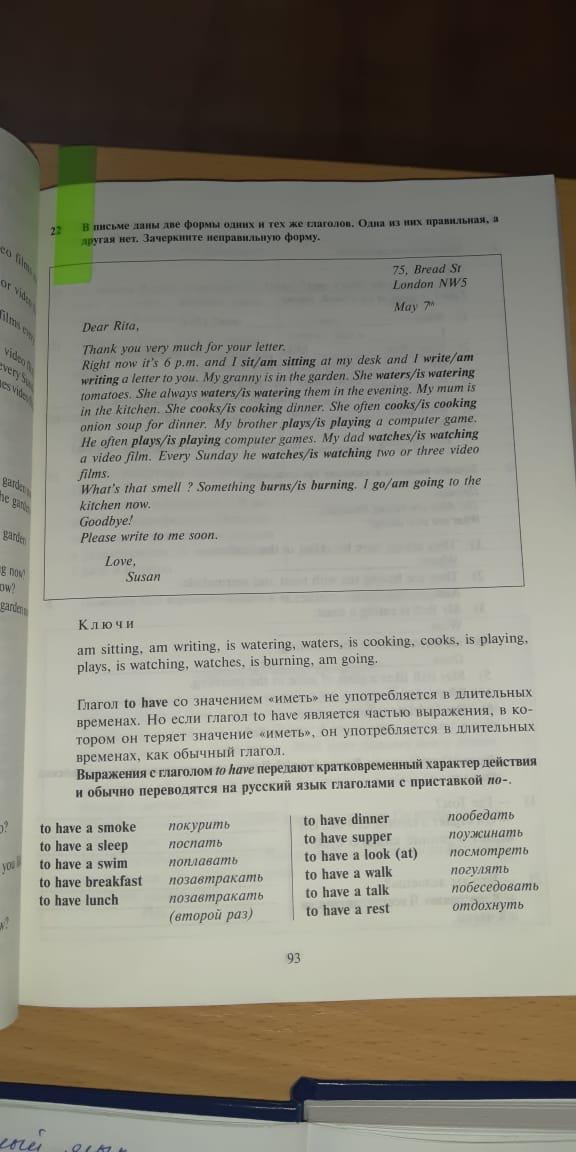 22 В письме даны две формы одних и тех же глаголов. Одна из них правильная, а
другая нет. Зачеркните неправильную форму.
75, Bread St
London NW5
May 7th
Dear Rita,
Thank you very much for your letter.
Right now it's 6 p.m. and I sit/am sitting at my desk and I write/am
writing a letter to you. My granny is in the garden. She waters/is watering
tomatoes. She always waters/is watering them in the evening. My mum is
in the kitchen. She cooks/is cooking dinner. She often cooks/is cooking
onion soup for dinner. My brother plays/is playing a computer game.
He often plays/is playing computer games. My dad watches/is watching
a video film. Every Sunday he watches/is watching two or three video
films.
What's that smell ? Something burns/is burning. I go/am going to the
kitchen now.
Goodbye!
Please write to me soon.
Love,
Susan
Ключи
am sitting, am writing, is watering, waters, is cooking, cooks, is playing,
plays, is watching, watches, is burning, am going.
Глагол to have со значением «иметь» не употребляется в длительных
временах. Но если глагол to have является частью выражения, в ко-
тором он теряет значение «иметь», он употребляется в длительных
временах, как обычный глагол.
Выражения с глаголом to have передают кратковременный характер действия
и обычно переводятся на русский язык глаголами с приставкой по-.
to have a smoke покурить
to have a sleep поспать
to have a swim поплавать
to have breakfast позавтракать
to have lunch позавтракать
(второй раз)
to have dinner пообедать
to have supper поужинать
to have a look (at) посмотреть
to have a walk погулять
to have a talk побеседовать
to have a rest отдохнуть
93